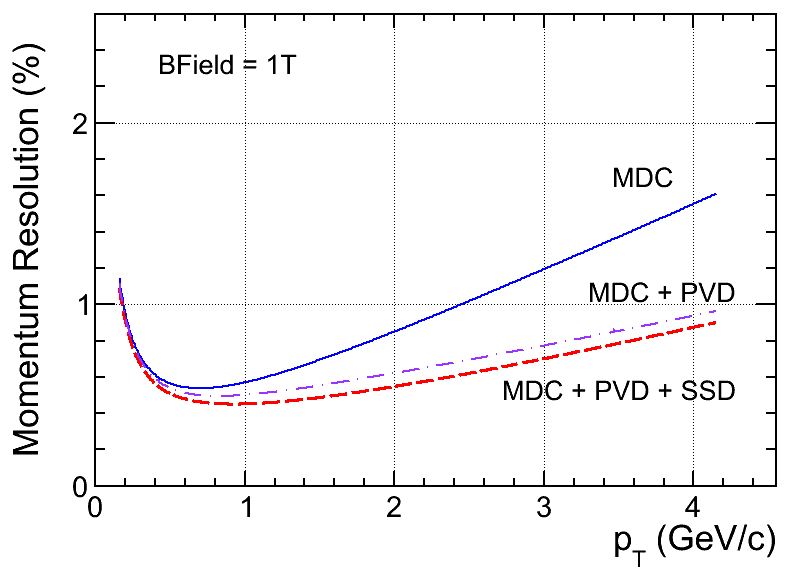 Momentum Resolution (%)
BField = 1T
2
MDC
1
MDC + PVD
MDC + PVD + SSD
0
0 1 2 3 4
p_T (GeV/c)